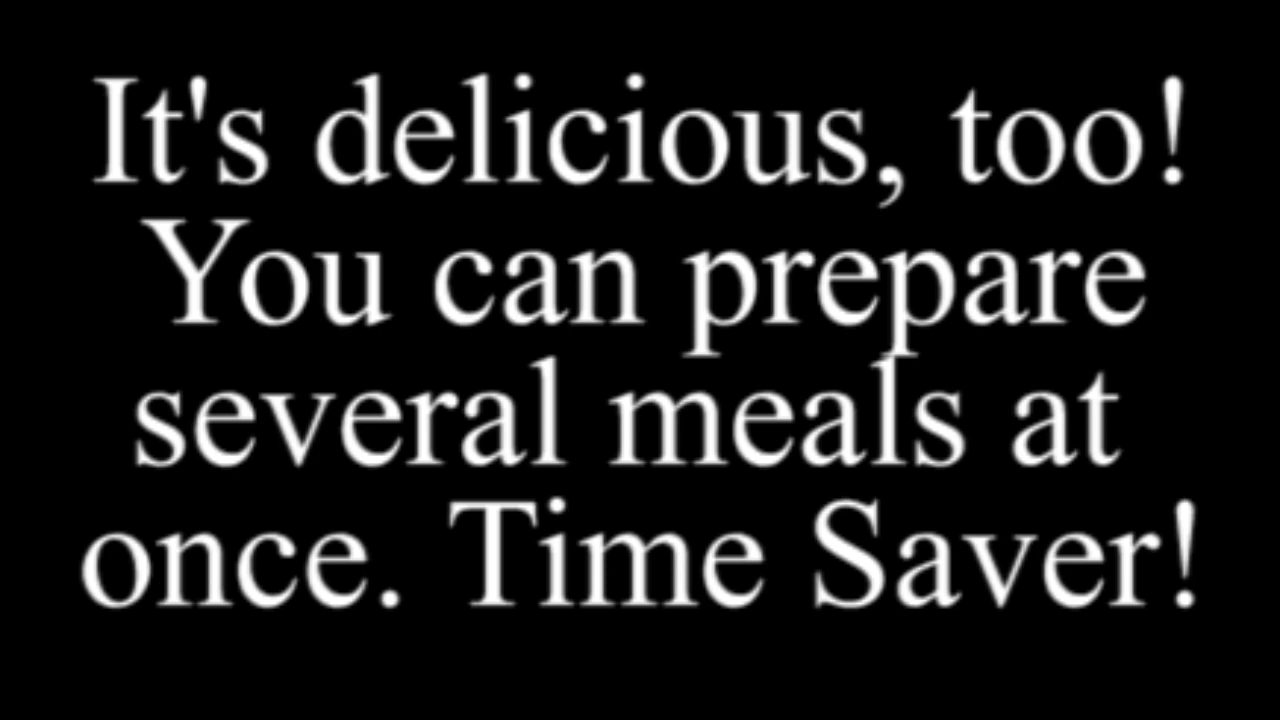 It's delicious, too!
You can prepare
several meals at
once. Time Saver!